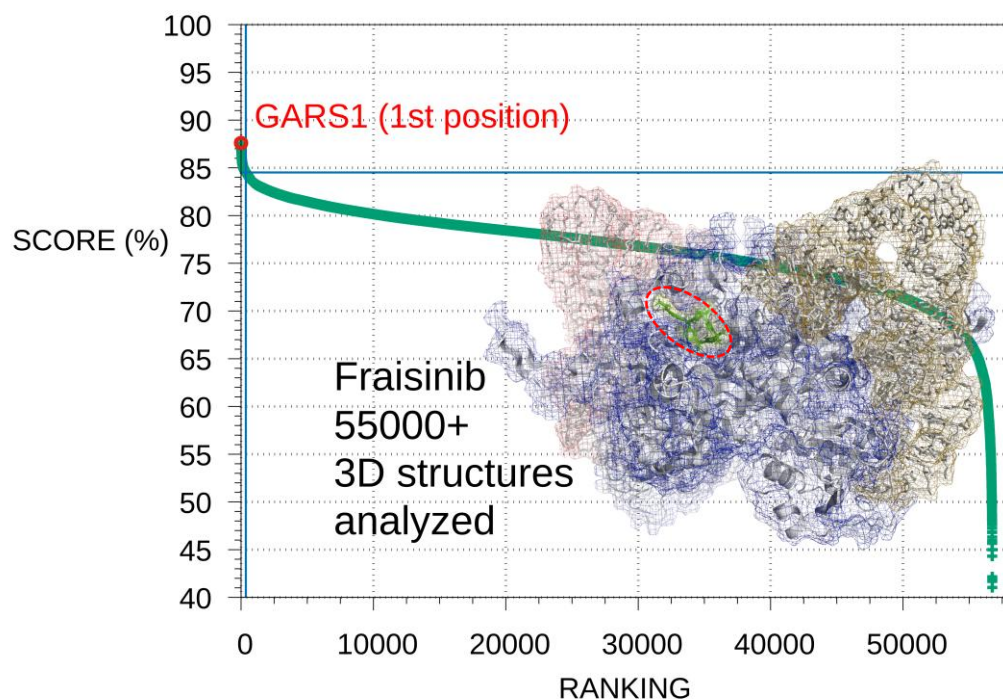 100
95
90
GARS1 (1st position)
85
80
SCORE (%)
75
70
65
Fraisinib
60
55000+
55
3D structures
50
analyzed
45
40
0 10000 20000 30000 40000 50000
RANKING